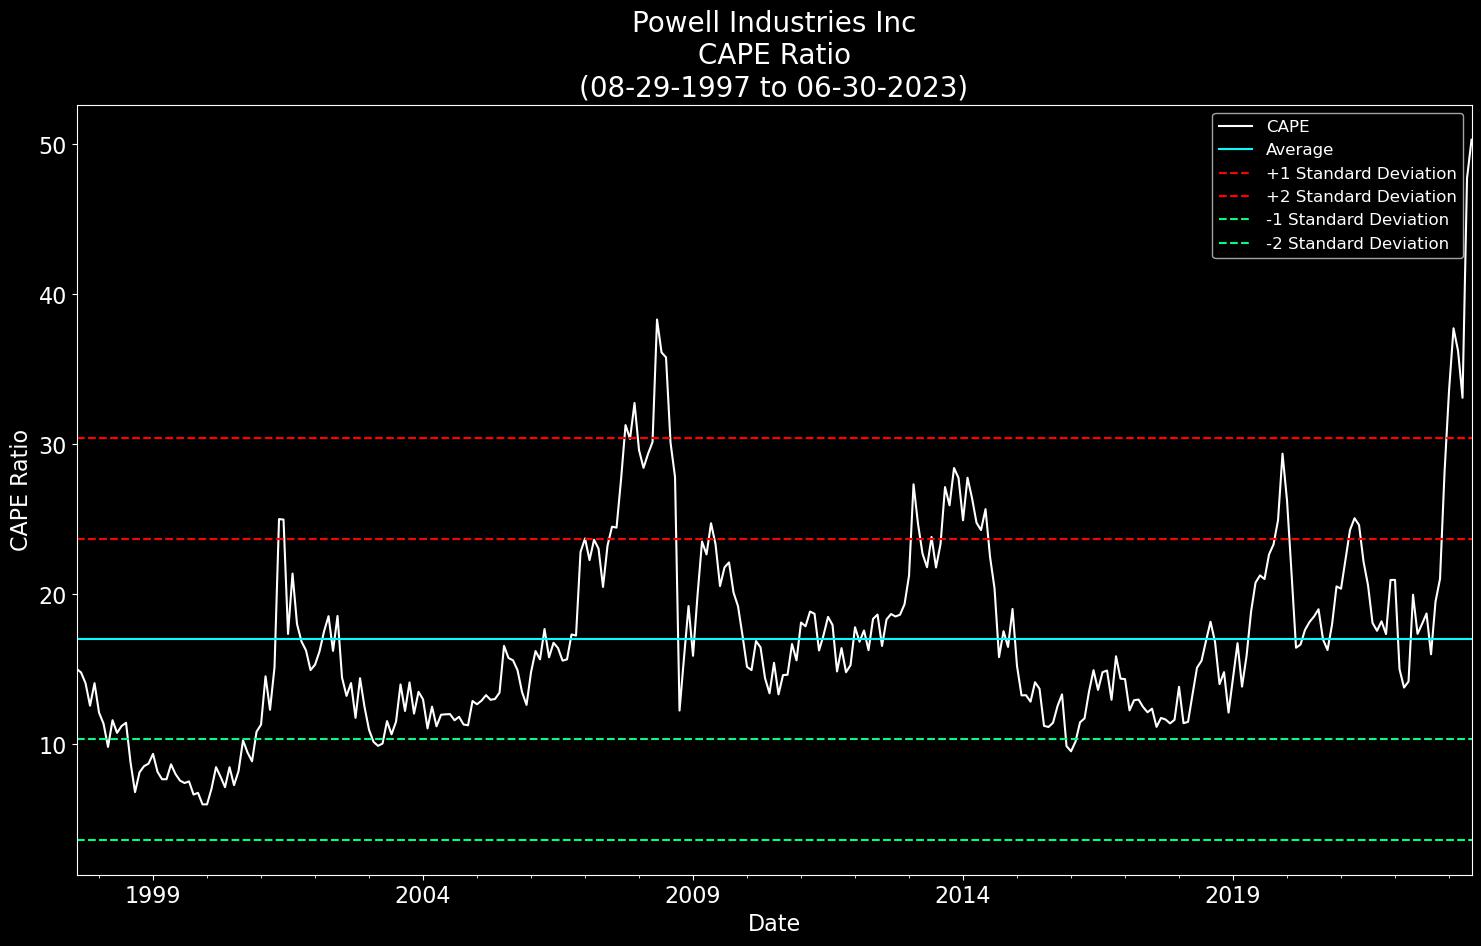 Powell Industries Inc
CAPE Ratio
(08-29-1997 to 06-30-2023)
CAPE
Average
+1 Standard Deviation
+2 Standard Deviation
-1 Standard Deviation
-2 Standard Deviation
50
40
30
20
10
CAPE Ratio
1999
2004
2009
2014
2019
Date